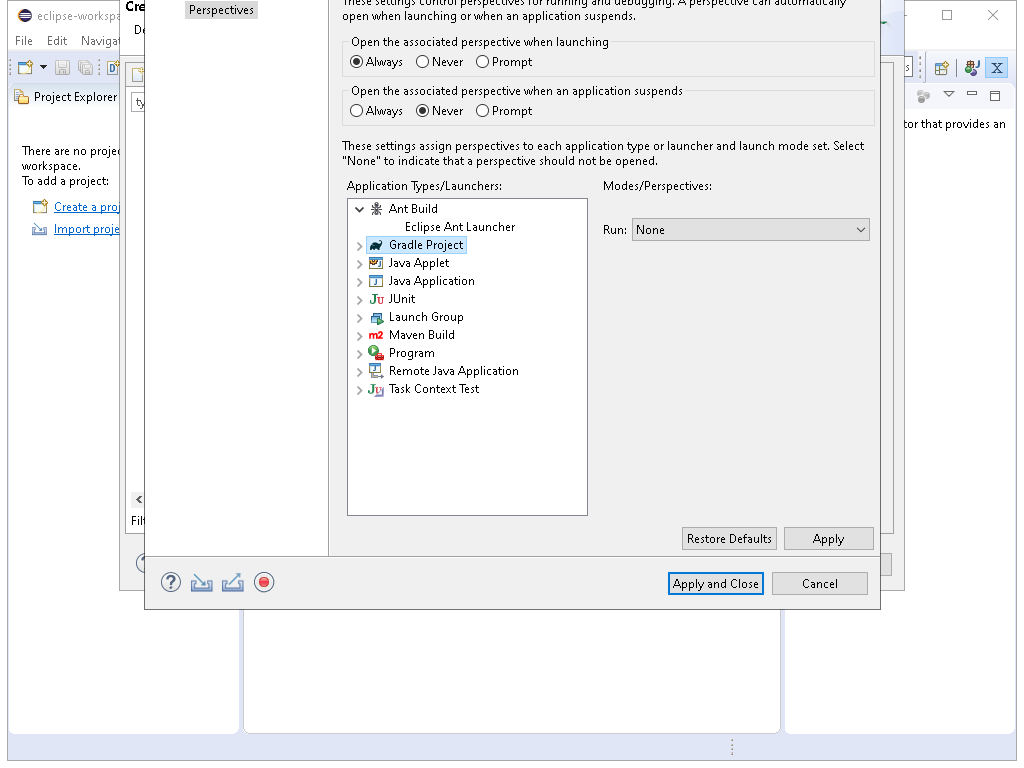 eclipse-workspa
Cre
Perspectives
These settings control perspectives for running and debugging. A perspective can automatically
open when launching or when an application suspends.
De
File Edit Navigat
Open the associated perspective when launching
Always Never Prompt
Project Explorer
ty
Open the associated perspective when an application suspends
Always Never Prompt
tor that provides an
There are no proje
workspace.
To add a project:
Create a proj
Import proje
These settings assign perspectives to each application type or launcher and launch mode set. Select
"None" to indicate that a perspective should not be opened.
Application Types/Launchers:
Modes/Perspectives:
Ant Build
Eclipse Ant Launcher
Gradle Project
Java Applet
Java Application
JUnit
Launch Group
Maven Build
Program
Remote Java Application
Task Context Test
Run: None
Filt
Restore Defaults
Apply
Apply and Close
Cancel